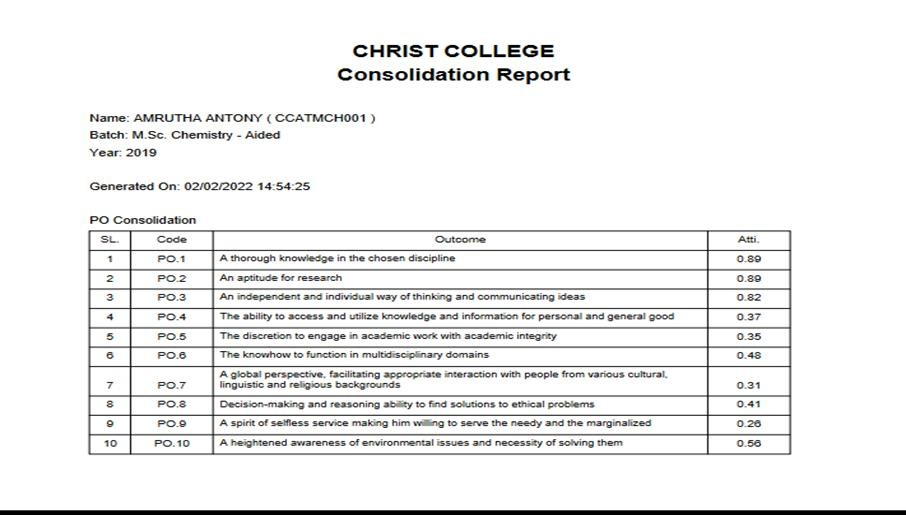 CHRIST COLLEGE
Consolidation Report
Name: AMRUTHA ANTONY ( CCATMCH001 )
Batch: M.Sc. Chemistry - Aided
Year: 2019
Generated On: 02/02/2022 14:54:25
PO Consolidation
SL. Code Outcome Atti.
1 PO.1 A thorough knowledge in the chosen discipline 0.89
2 PO.2 An aptitude for research 0.89
3 PO.3 An independent and individual way of thinking and communicating ideas 0.82
4 PO.4 The ability to access and utilize knowledge and information for personal and general good 0.37
5 PO.5 The discretion to engage in academic work with academic integrity 0.35
6 PO.6 The knowhow to function in multidisciplinary domains 0.48
A global perspective, facilitating appropriate interaction with people from various cultural,
7 PO.7 linguistic and religious backgrounds 0.31
8 PO.8 Decision-making and reasoning ability to find solutions to ethical problems 0.41
9 PO.9 A spirit of selfless service making him willing to serve the needy and the marginalized 0.26
10 PO.10 A heightened awareness of environmental issues and necessity of solving them 0.56